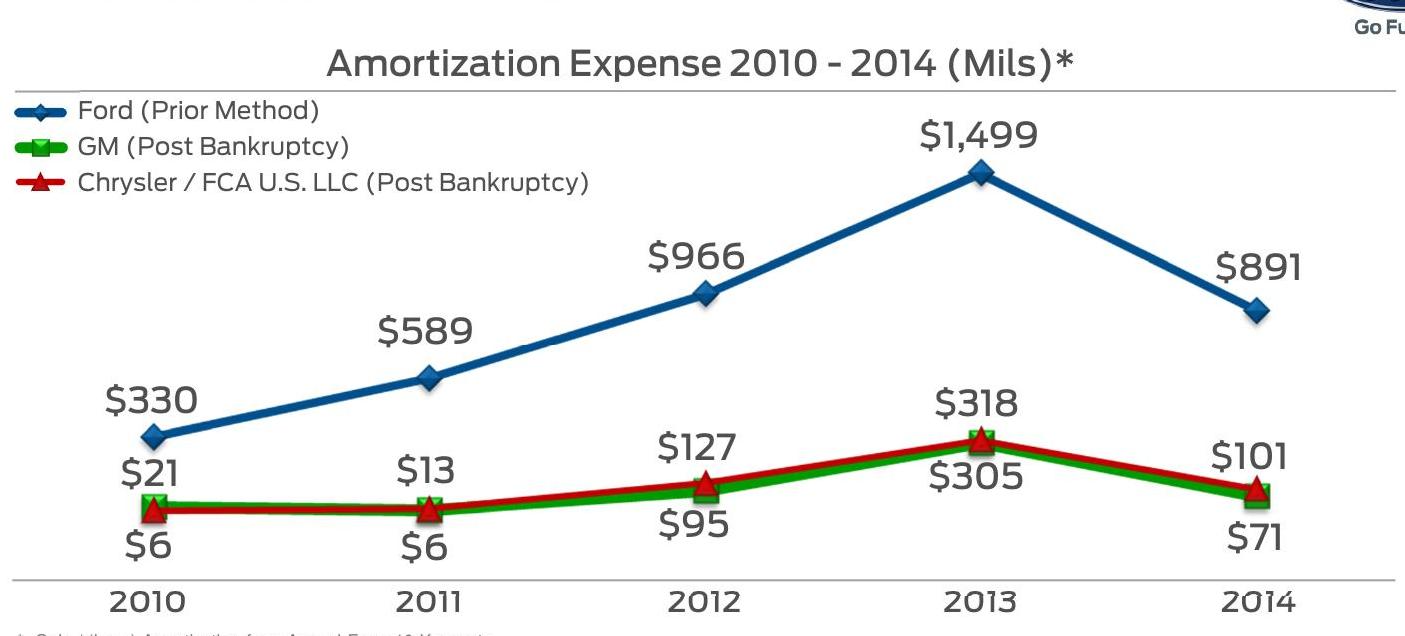 Go Fu
Amortization Expense 2010 - 2014 (Mils)*
Ford (Prior Method)
GM (Post Bankruptcy)
Chrysler / FCA U.S. LLC (Post Bankruptcy)
$1,499
$966
$891
$589
$330
$318
$127
$101
$21
$13
$305
$95
$71
$6
$6
2010 2011 2012 2013 2014